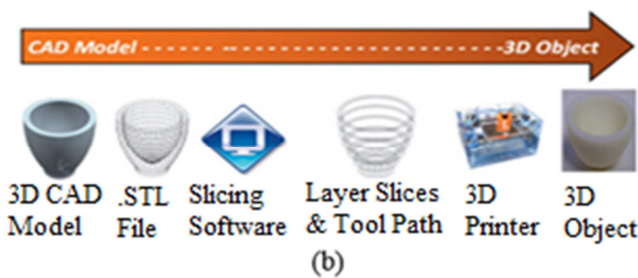 CAD Model - - - - - - -- - - - - - - - - - - - - - - - - - - - - - - - - -3D Object
3D CAD Model
.STL File
Slicing Software
Layer Slices & Tool Path
3D Printer
3D Object
(b)